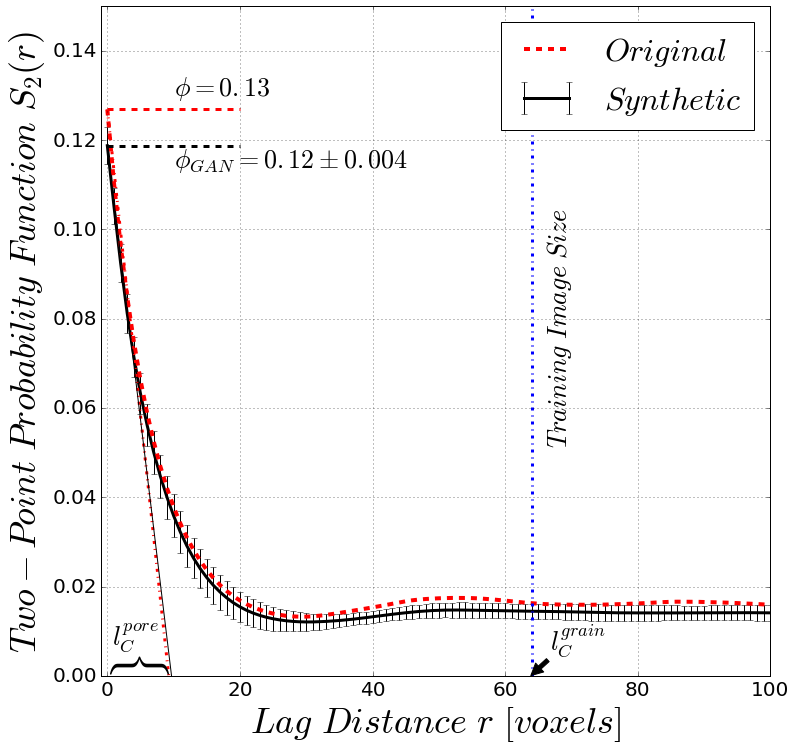 Two-Point Probability Function S₂(r)
0.14
0.12
0.10
0.08
0.06
0.04
0.02
0.00
ϕ=0.13
ϕ_GAN=0.12±0.004
Original
Synthetic
Training Image Size
l_C^pore
l_C^grain
0 20 40 60 80 100
Lag Distance r [voxels]